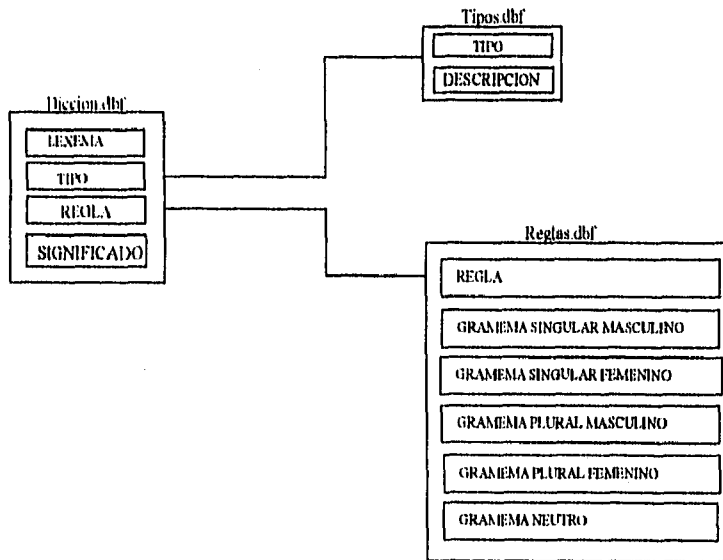 Tipos.dbf
TIPO
DESCRIPCION
Diccion.dbf
LEXEMA
TIPO
REGLA
SIGNIFICADO
Reglas.dbf
REGLA
GRAMEMA SINGULAR MASCULINO
GRAMEMA SINGULAR FEMENINO
GRAMEMA PLURAL MASCULINO
GRAMEMA PLURAL FEMENINO
GRAMEMA NEUTRO